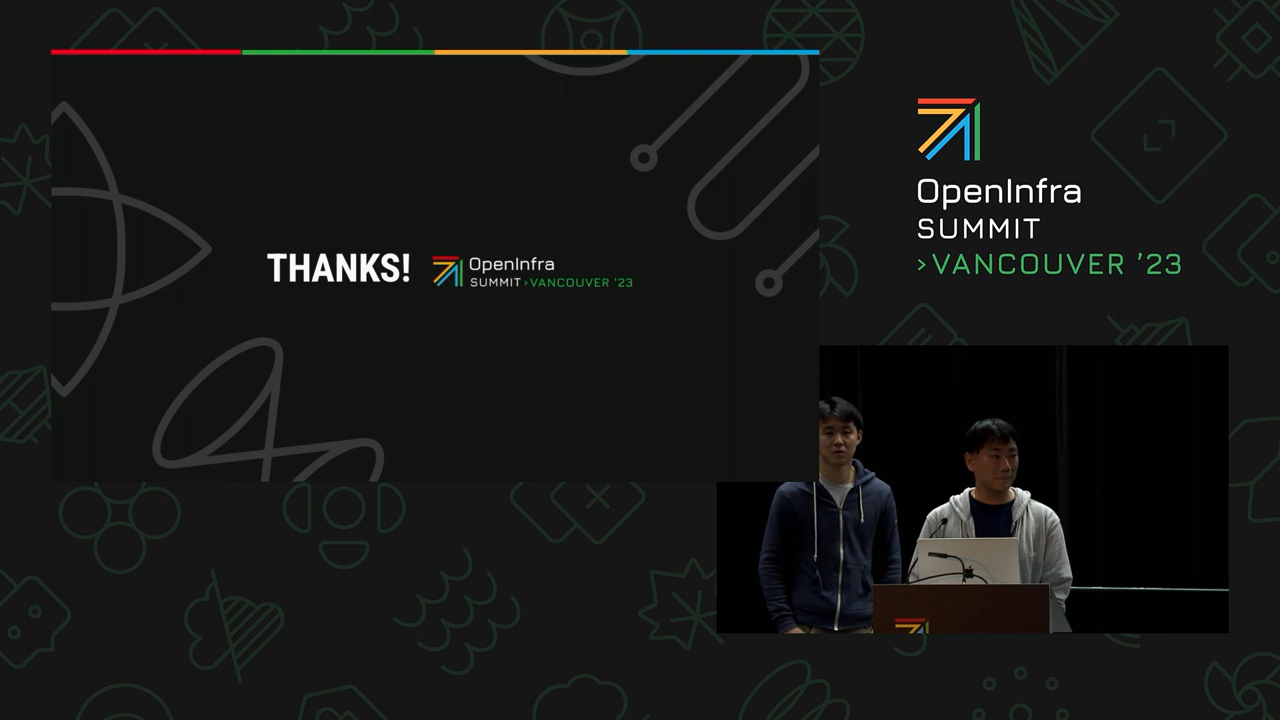 THANKS!
OpenInfra
SUMMIT >VANCOUVER '23
OpenInfra
SUMMIT
>VANCOUVER '23